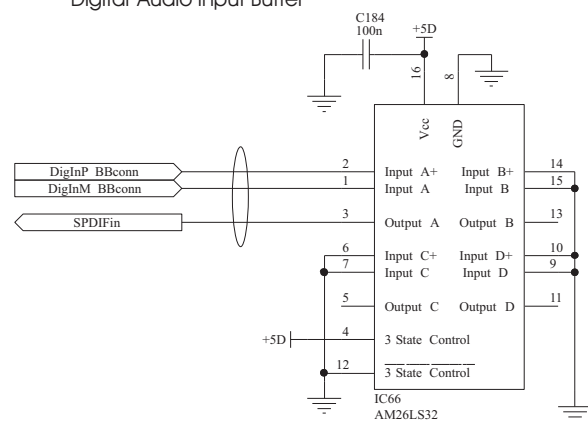 Digital Audio Input Buffer
C184
100n
+5D
16
8
Vcc
GND
DigInP BBconn
2
Input A+
Input B+
14
DigInM BBconn
1
Input A
Input B
15
SPDIFin
3
Output A
Output B
13
6
Input C+
Input D+
10
7
Input C
Input D
9
5
Output C
Output D
11
+5D
4
3 State Control
12
3 State Control
IC66
AM26LS32